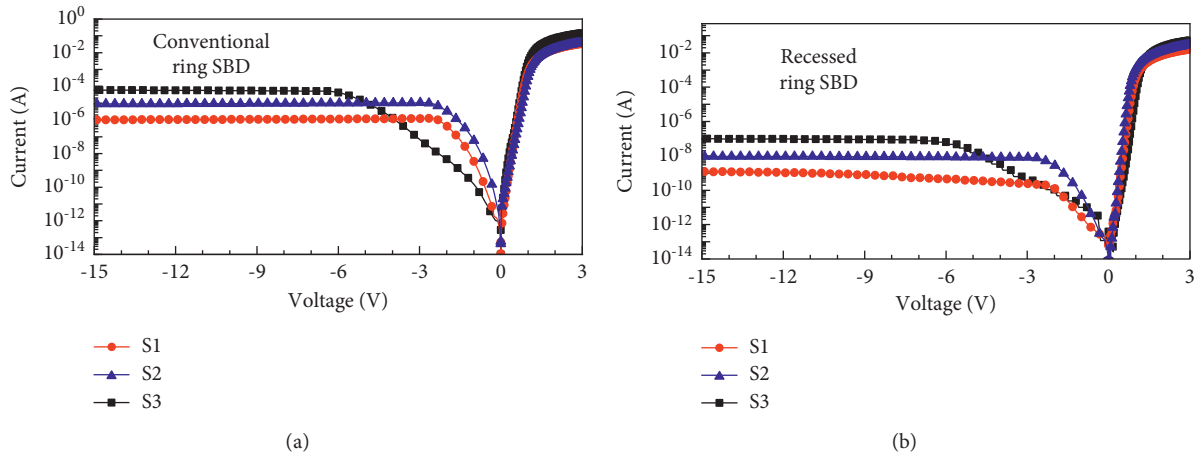 10^0
10^-2
10^-4
10^-6
10^-8
10^-10
10^-12
10^-14
Current (A)
Conventional
ring SBD
-15 -12 -9 -6 -3 0 3
Voltage (V)
S1
S2
S3
(a)
10^0
10^-2
10^-4
10^-6
10^-8
10^-10
10^-12
10^-14
Current (A)
Recessed
ring SBD
-15 -12 -9 -6 -3 0 3
Voltage (V)
S1
S2
S3
(b)